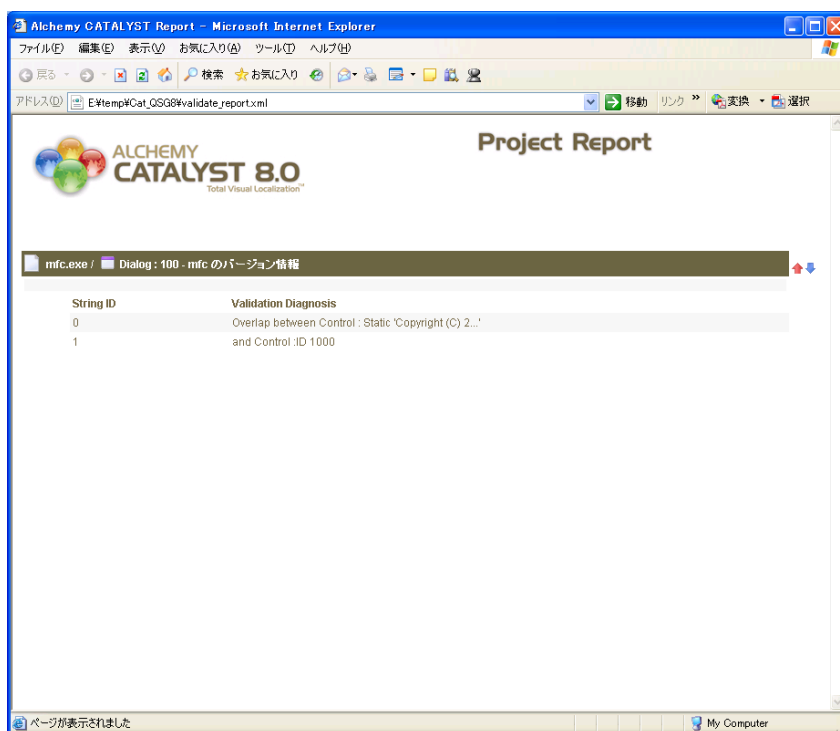 Alchemy CATALYST Report - Microsoft Internet Explorer
ファイル(F) 編集(E) 表示(V) お気に入り(A) ツール(T) ヘルプ(H)
戻る 検索 お気に入り
アドレス(D) E:¥temp¥Cat_QSG8¥validate_report.xml 移動 リンク » 変換 選択
ALCHEMY
CATALYST 8.0
Total Visual Localization™
Project Report
mfc.exe / Dialog : 100 - mfc のバージョン情報
String ID Validation Diagnosis
0 Overlap between Control : Static 'Copyright (C) 2...'
1 and Control :ID 1000
ページが表示されました My Computer